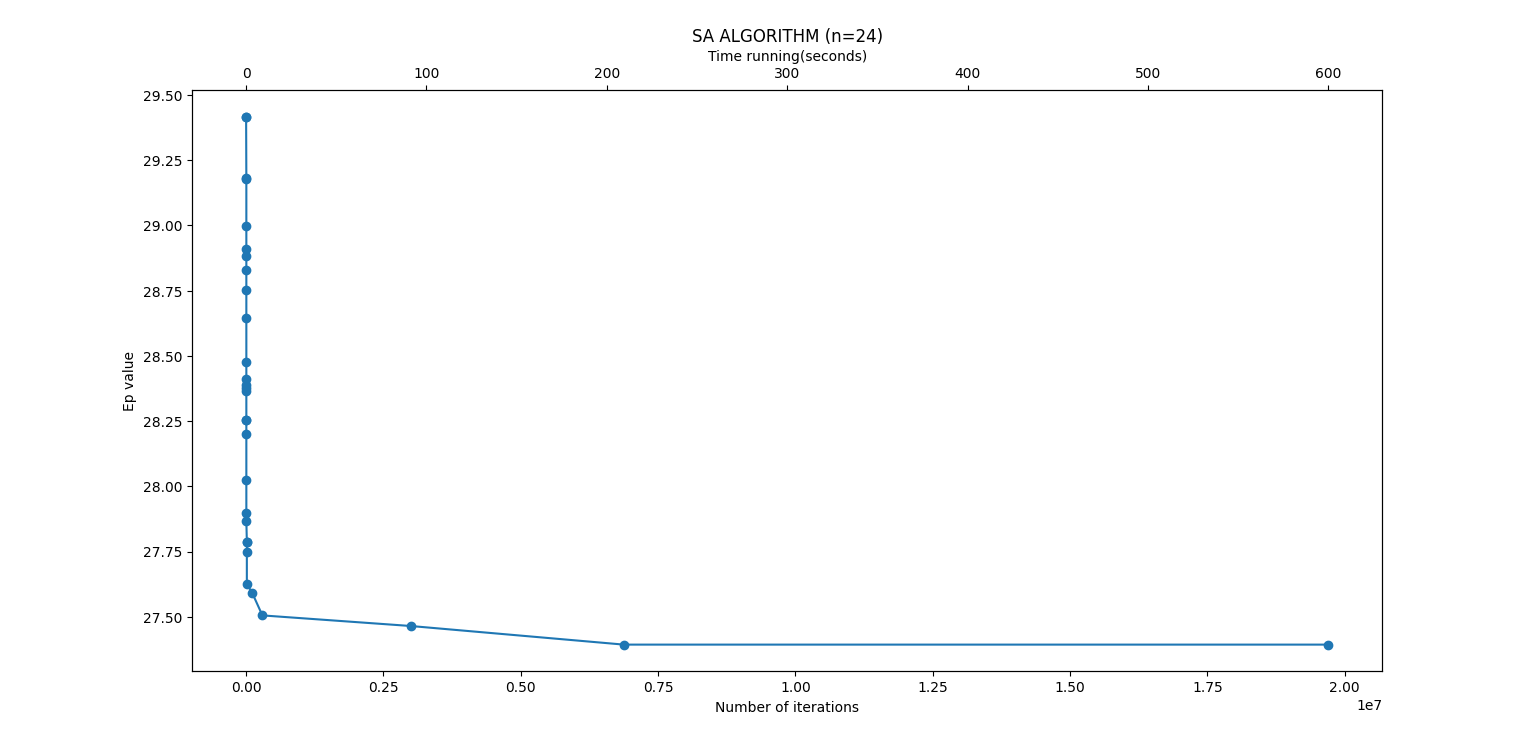 SA ALGORITHM (n=24)
Time running(seconds)
0 100 200 300 400 500 600
29.50
29.25
29.00
28.75
28.50
28.25
28.00
27.75
27.50
Ep value
0.00 0.25 0.50 0.75 1.00 1.25 1.50 1.75 2.00
1e7
Number of iterations